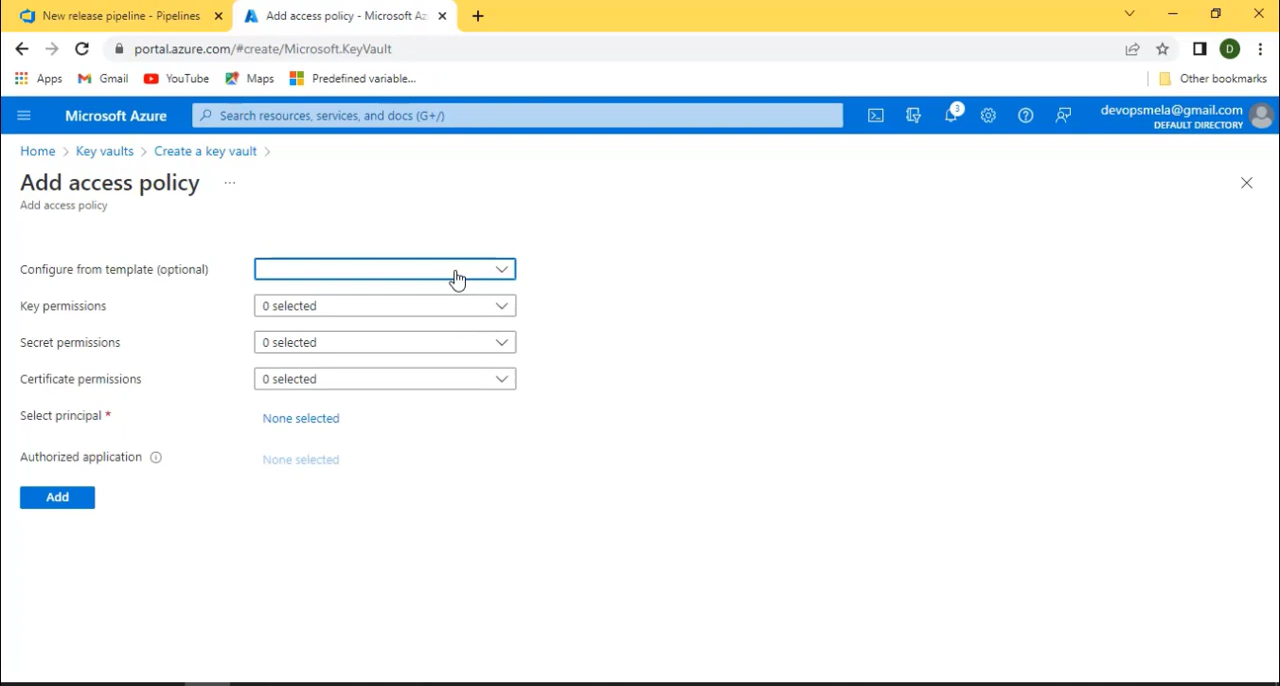 New release pipeline - Pipelines
Add access policy - Microsoft Az
portal.azure.com/#create/Microsoft.KeyVault
D
Apps
Gmail
YouTube
Maps
Predefined variable...
Other bookmarks
Microsoft Azure
Search resources, services, and docs (G+/)
3
devopsmela@gmail.com
DEFAULT DIRECTORY
Home > Key vaults > Create a key vault >
Add access policy ...
Add access policy
Configure from template (optional)
Key permissions
0 selected
Secret permissions
0 selected
Certificate permissions
0 selected
Select principal *
None selected
Authorized application
None selected
Add